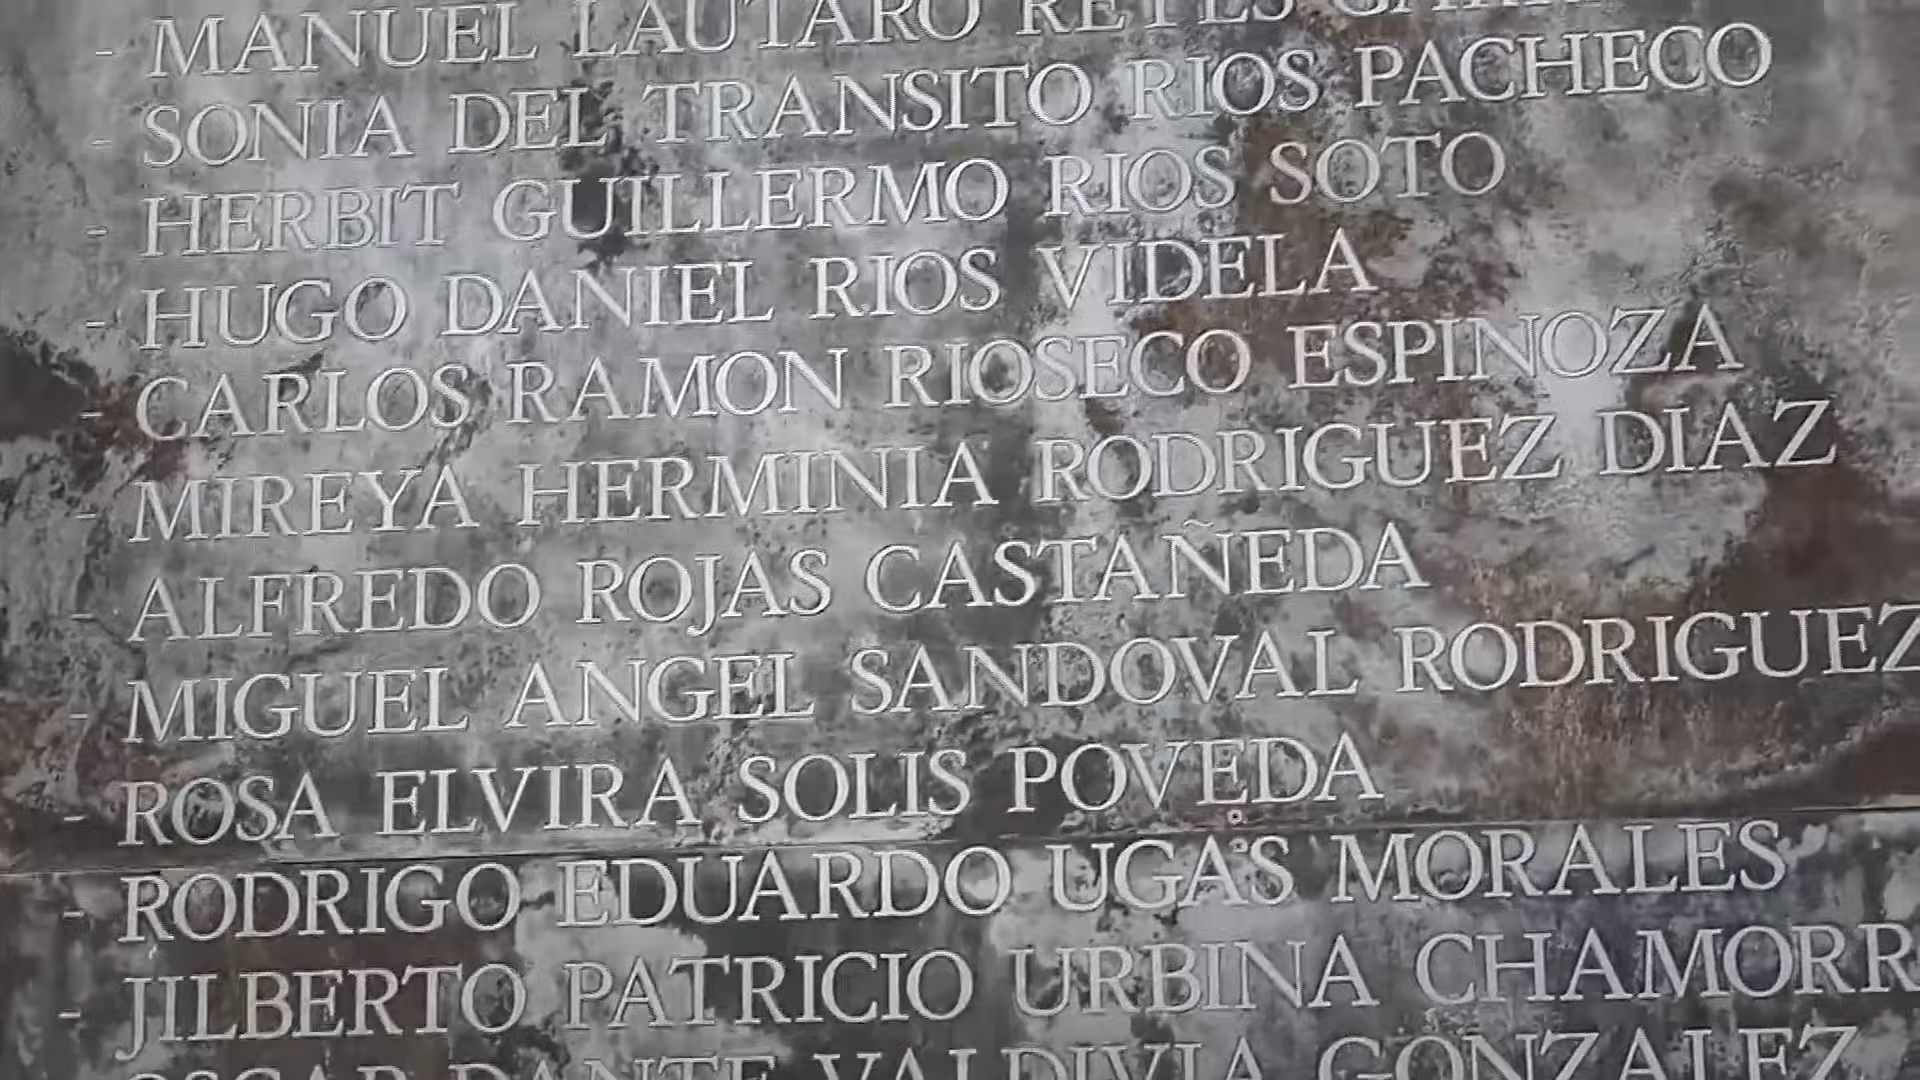 - MANUEL LAUTARO REYES
- SONIA DEL TRANSITO RIOS PACHECO
- HERBIT GUILLERMO RIOS SOTO
- HUGO DANIEL RIOS VIDELA
- CARLOS RAMON RIOSECO ESPINOZA
- MIREYA HERMINIA RODRIGUEZ DIAZ
- ALFREDO ROJAS CASTAÑEDA
- MIGUEL ANGEL SANDOVAL RODRIGUEZ
- ROSA ELVIRA SOLIS POVEDA
- RODRIGO EDUARDO UGAS MORALES
- JILBERTO PATRICIO URBINA CHAMORR
OSCAR DANTE VALDIVIA GONZALEZ